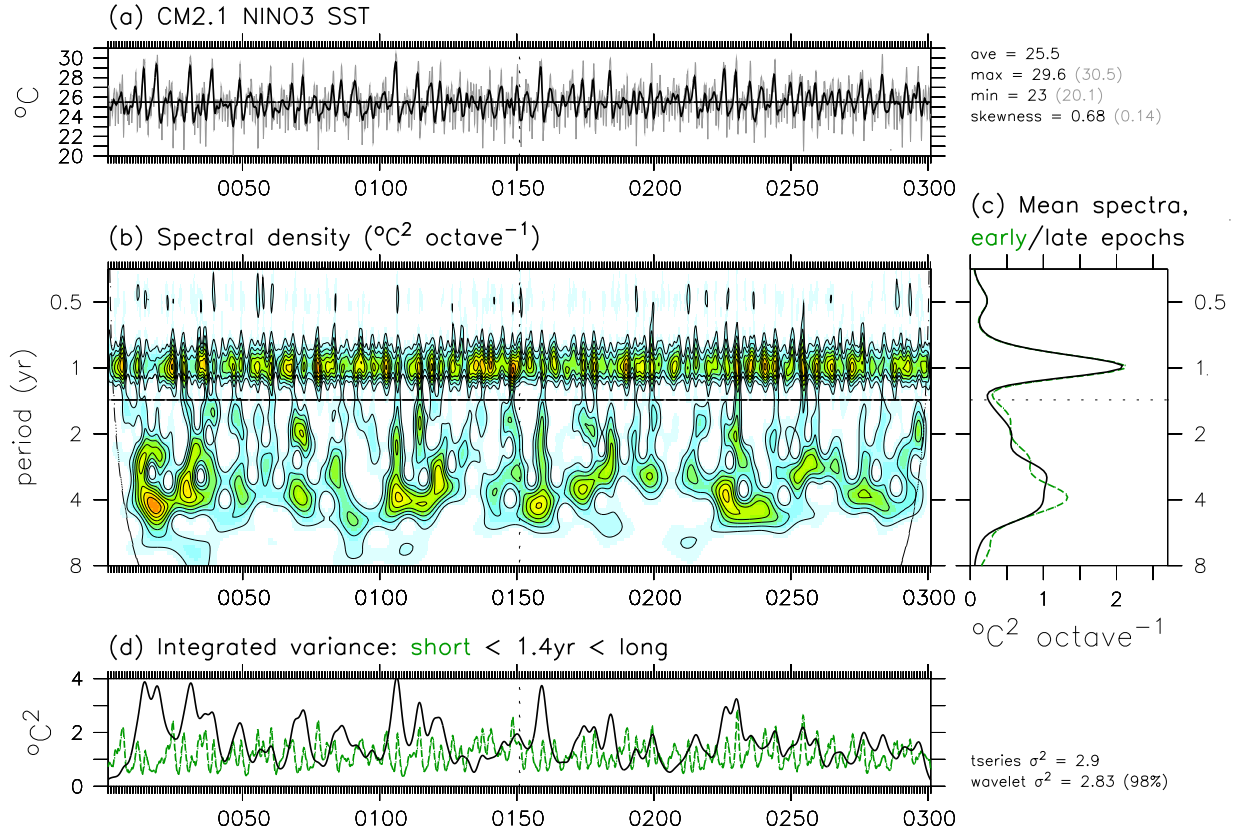 (a) CM2.1 NINO3 SST
°C
30
28
26
24
22
20
0050 0100 0150 0200 0250 0300
ave = 25.5
max = 29.6 (30.5)
min = 23 (20.1)
skewness = 0.68 (0.14)
(b) Spectral density (°C² octave⁻¹)
period (yr)
0.5
1
2
4
8
0050 0100 0150 0200 0250 0300
(c) Mean spectra,
early/late epochs
0.5
1
2
4
8
0 1 2
°C² octave⁻¹
(d) Integrated variance: short < 1.4yr < long
°C²
4
2
0
0050 0100 0150 0200 0250 0300
tseries σ² = 2.9
wavelet σ² = 2.83 (98%)